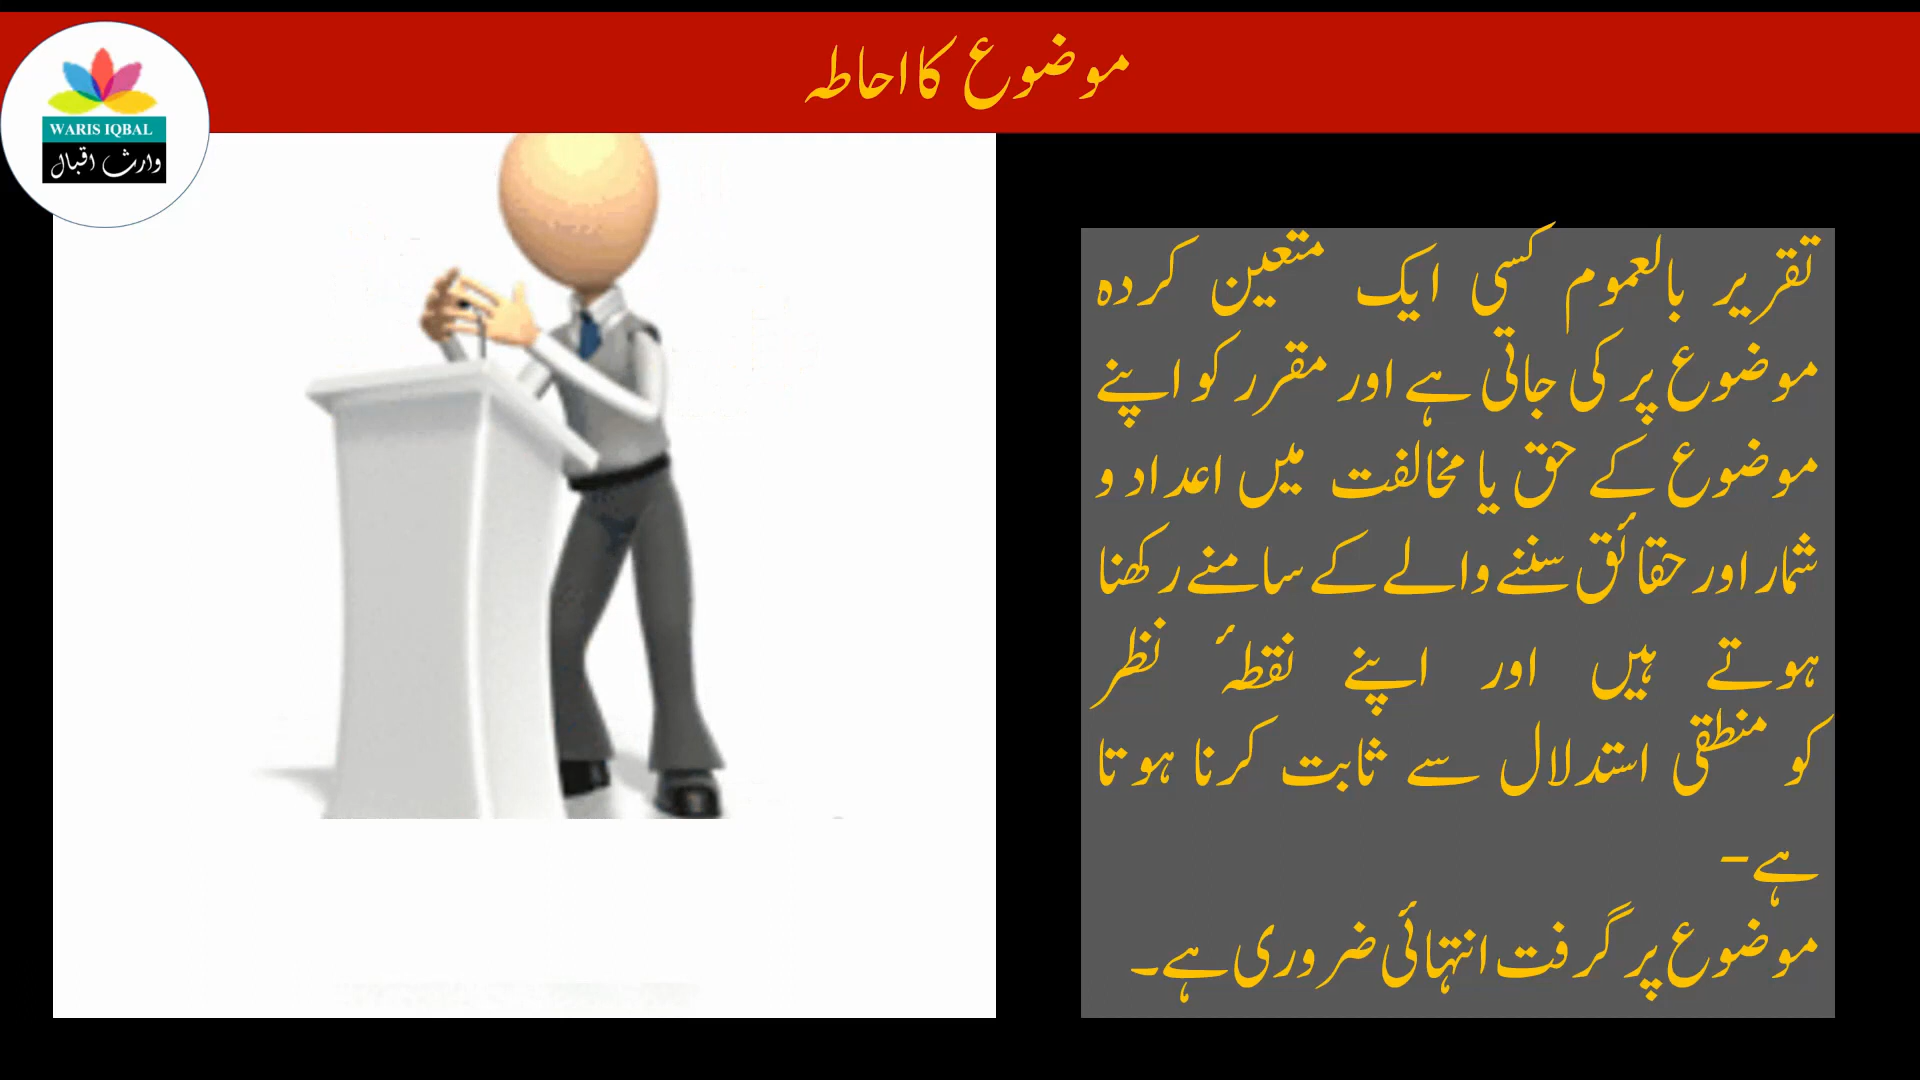 موضوع کا احاطہ
WARIS IQBAL
وارث اقبال
تقریر بالعموم کسی ایک متعین کردہ
موضوع پر کی جاتی ہے اور مقرر کو اپنے
موضوع کے حق یا مخالفت میں اعداد و
شمار اور حقائق سننے والے کے سامنے رکھنا
ہوتے ہیں اور اپنے نقطۂ نظر
کو منطقی استدلال سے ثابت کرنا ہوتا
ہے-
موضوع پر گرفت انتہائی ضروری ہے۔